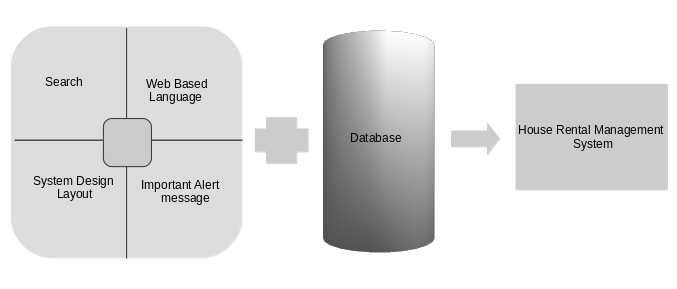 Search
Web Based
Language
System Design
Layout
Important Alert
message
Database
House Rental Management
System